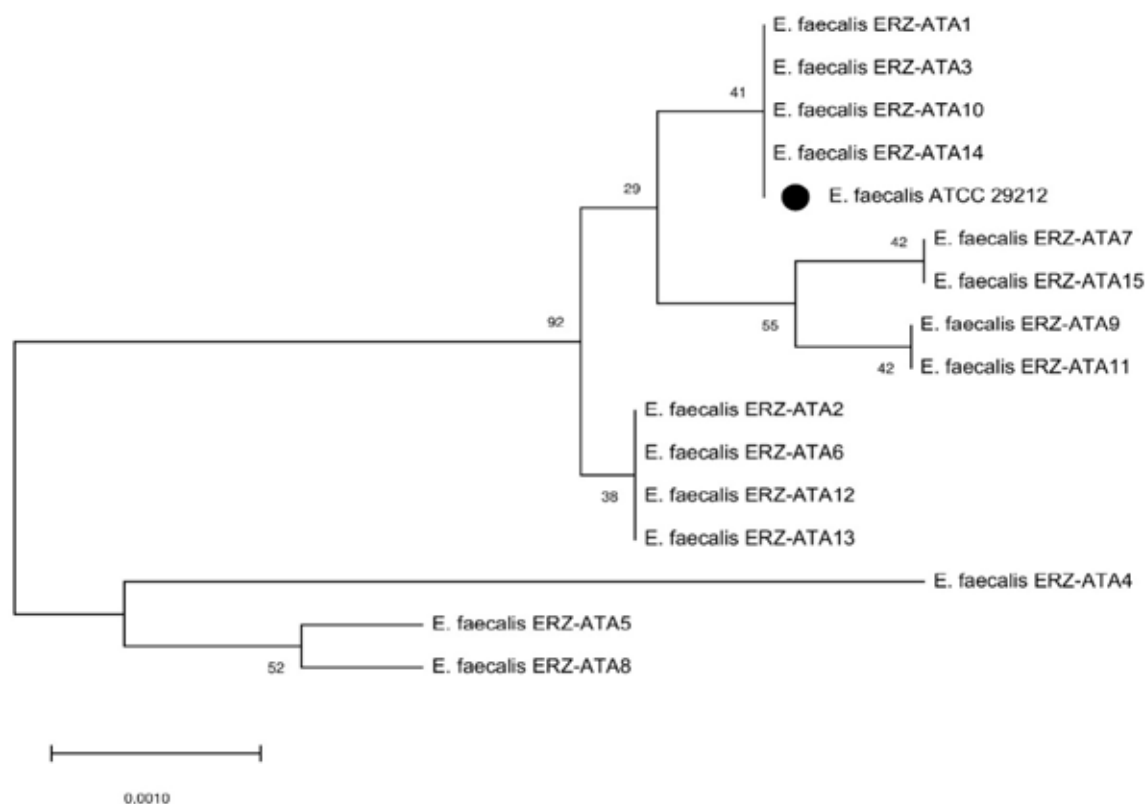 E. faecalis ERZ-ATA1
E. faecalis ERZ-ATA3
41
E. faecalis ERZ-ATA10
E. faecalis ERZ-ATA14
29
E. faecalis ATCC 29212
42
E. faecalis ERZ-ATA7
E. faecalis ERZ-ATA15
92
55
E. faecalis ERZ-ATA9
42
E. faecalis ERZ-ATA11
E. faecalis ERZ-ATA2
E. faecalis ERZ-ATA6
38
E. faecalis ERZ-ATA12
E. faecalis ERZ-ATA13
E. faecalis ERZ-ATA4
E. faecalis ERZ-ATA5
52
E. faecalis ERZ-ATA8
0.0010